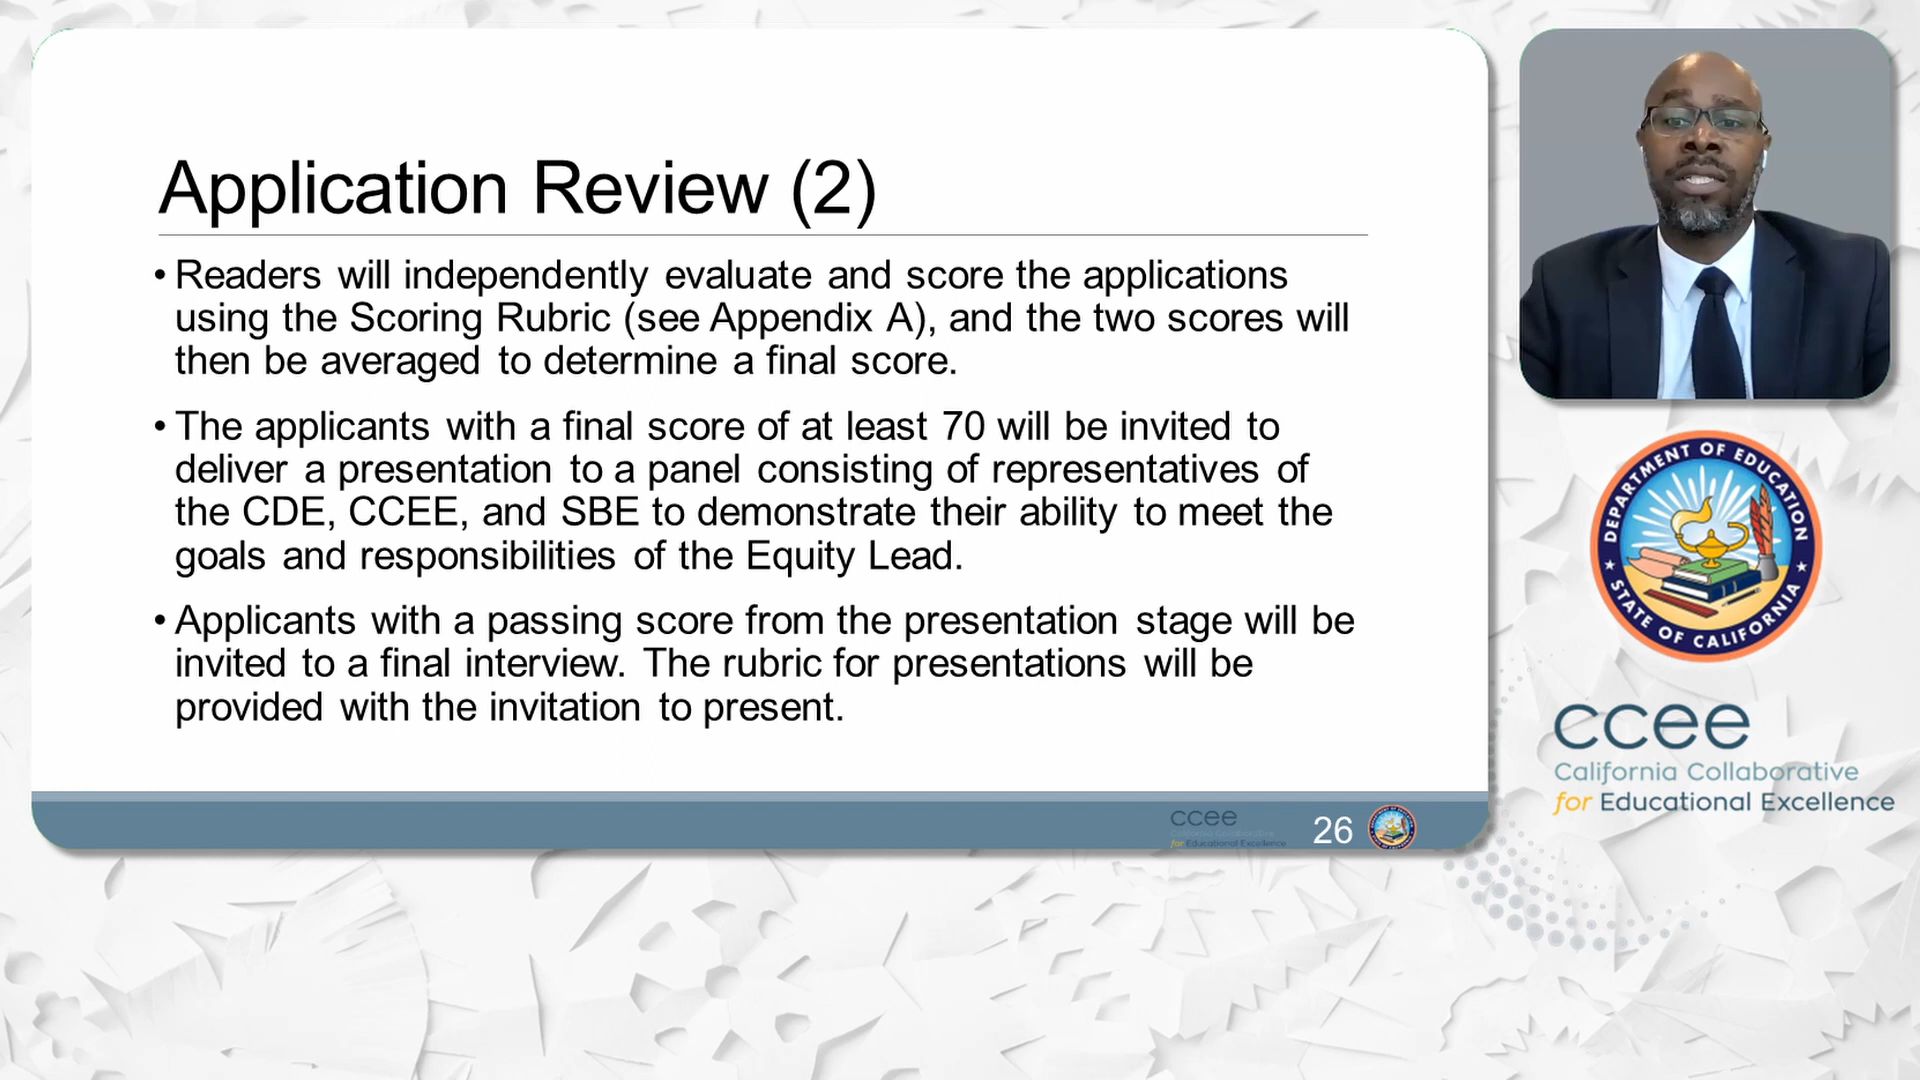 Application Review (2)
• Readers will independently evaluate and score the applications
using the Scoring Rubric (see Appendix A), and the two scores will
then be averaged to determine a final score.
• The applicants with a final score of at least 70 will be invited to
deliver a presentation to a panel consisting of representatives of
the CDE, CCEE, and SBE to demonstrate their ability to meet the
goals and responsibilities of the Equity Lead.
• Applicants with a passing score from the presentation stage will be
invited to a final interview. The rubric for presentations will be
provided with the invitation to present.
ccee
California Collaborative
for Educational Excellence
26
DEPARTMENT OF EDUCATION
STATE OF CALIFORNIA
ccee
California Collaborative
for Educational Excellence